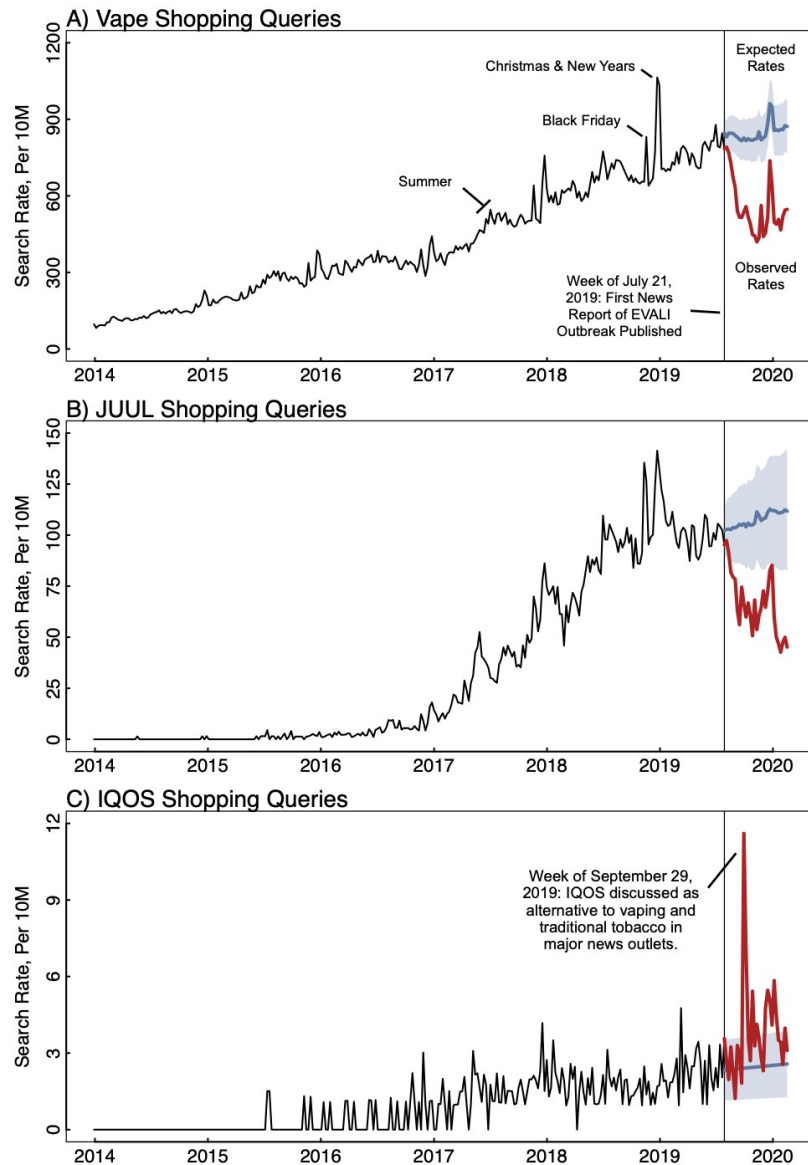 A) Vape Shopping Queries
Search Rate, Per 10M
1200
900
600
300
0
Christmas & New Years
Black Friday
Summer
Expected
Rates
Observed
Rates
Week of July 21,
2019: First News
Report of EVALI
Outbreak Published
2014 2015 2016 2017 2018 2019 2020
B) JUUL Shopping Queries
Search Rate, Per 10M
150
125
100
75
50
25
0
2014 2015 2016 2017 2018 2019 2020
C) IQOS Shopping Queries
Search Rate, Per 10M
12
9
6
3
0
Week of September 29,
2019: IQOS discussed as
alternative to vaping and
traditional tobacco in
major news outlets.
2014 2015 2016 2017 2018 2019 2020